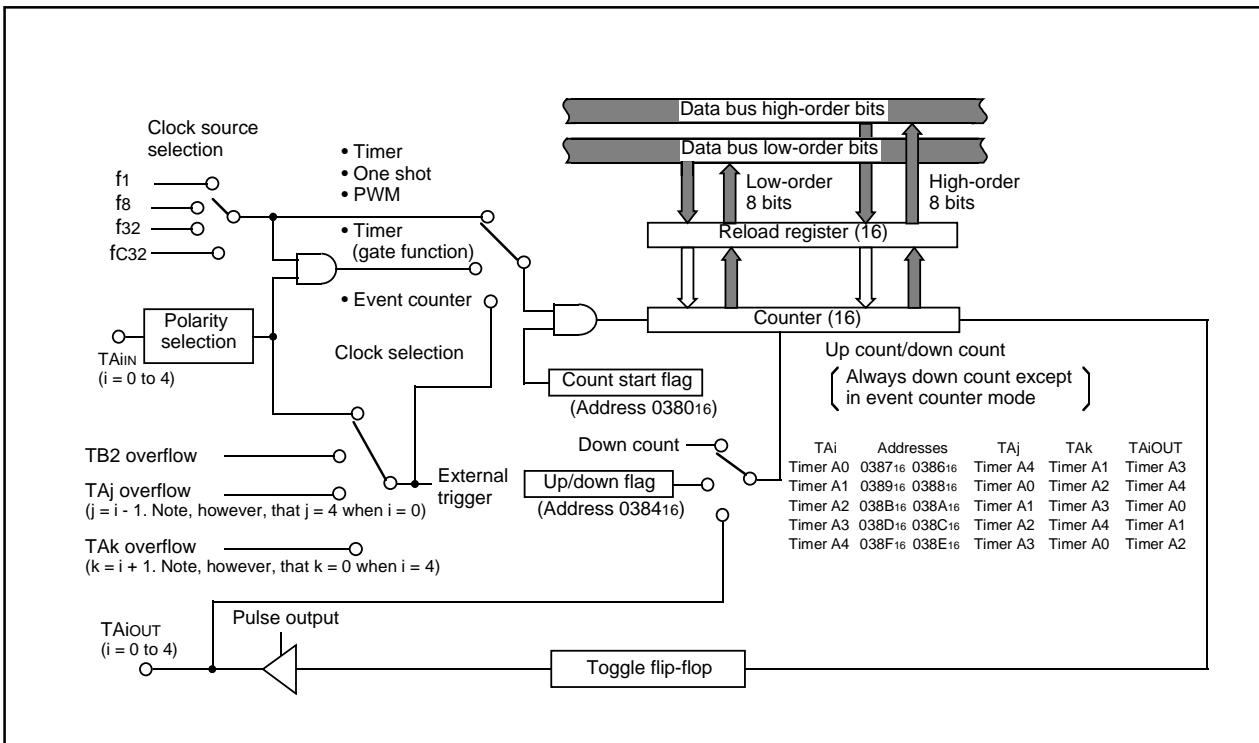 Data bus high-order bits
Data bus low-order bits
Clock source
selection
• Timer
• One shot
• PWM
f1
f8
f32
fC32
Low-order
8 bits
High-order
8 bits
• Timer
(gate function)
Reload register (16)
• Event counter
Counter (16)
Polarity
selection
TAiIN
(i = 0 to 4)
Clock selection
Up count/down count
Always down count except
in event counter mode
Count start flag
(Address 038016)
Down count
TB2 overflow
External
trigger
TAj overflow
(j = i - 1. Note, however, that j = 4 when i = 0)
Up/down flag
(Address 038416)
TAk overflow
(k = i + 1. Note, however, that k = 0 when i = 4)
TAi Addresses TAj TAk TAiOUT
Timer A0 038716 038616 Timer A4 Timer A1 Timer A3
Timer A1 038916 038816 Timer A0 Timer A2 Timer A4
Timer A2 038B16 038A16 Timer A1 Timer A3 Timer A0
Timer A3 038D16 038C16 Timer A2 Timer A4 Timer A1
Timer A4 038F16 038E16 Timer A3 Timer A0 Timer A2
Pulse output
TAiOUT
(i = 0 to 4)
Toggle flip-flop